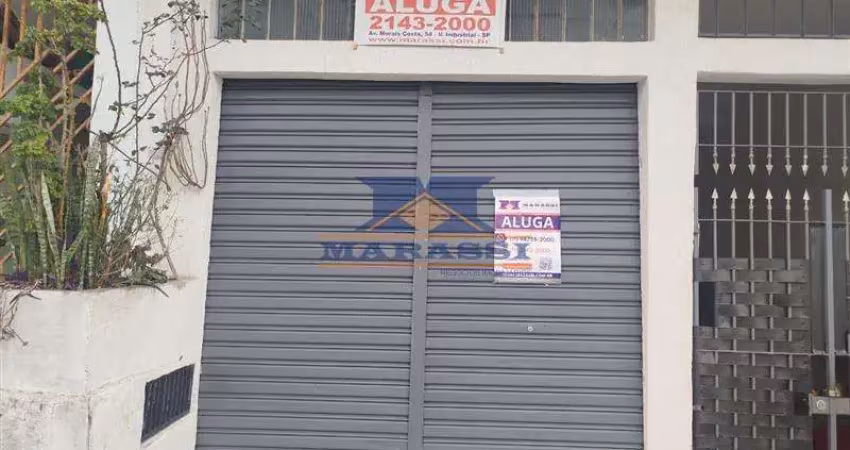 ALUGA
2143-2000
Av. Morais Costa, 54 - V. Industrial - SP
www.marassi.com.br
MARASSI
ALUGA
MARASSI